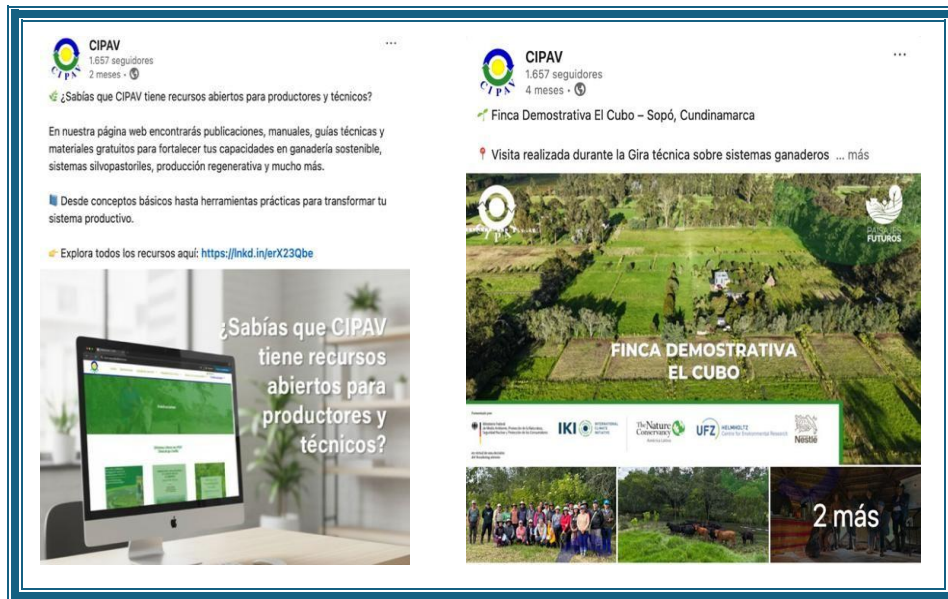 CIPAV
1.657 seguidores
2 meses •
¿Sabías que CIPAV tiene recursos abiertos para productores y técnicos?
En nuestra página web encontrarás publicaciones, manuales, guías técnicas y
materiales gratuitos para fortalecer tus capacidades en ganadería sostenible,
sistemas silvopastoriles, producción regenerativa y mucho más.
Desde conceptos básicos hasta herramientas prácticas para transformar tu
sistema productivo.
Explora todos los recursos aquí: https://lnkd.in/erX23Qbe
¿Sabías que CIPAV
tiene recursos
abiertos para
productores y
técnicos?
CIPAV
1.657 seguidores
4 meses •
Finca Demostrativa El Cubo – Sopó, Cundinamarca
Visita realizada durante la Gira técnica sobre sistemas ganaderos ... más
CIPAV
PAISAJES
FUTUROS
FINCA DEMOSTRATIVA
EL CUBO
IKI INTERNATIONAL
CLIMATE
INITIATIVE
The Nature
Conservancy
América Latina
UFZ HELMHOLTZ
Centre for Environmental Research
Nestlé
2 más